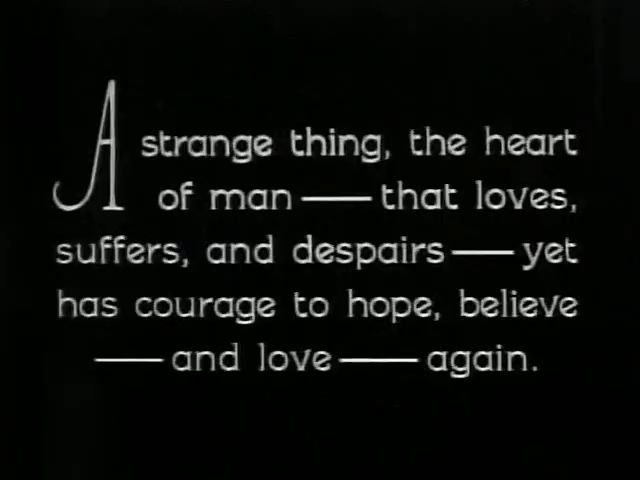 A strange thing, the heart
of man — that loves,
suffers, and despairs — yet
has courage to hope, believe
— and love — again.